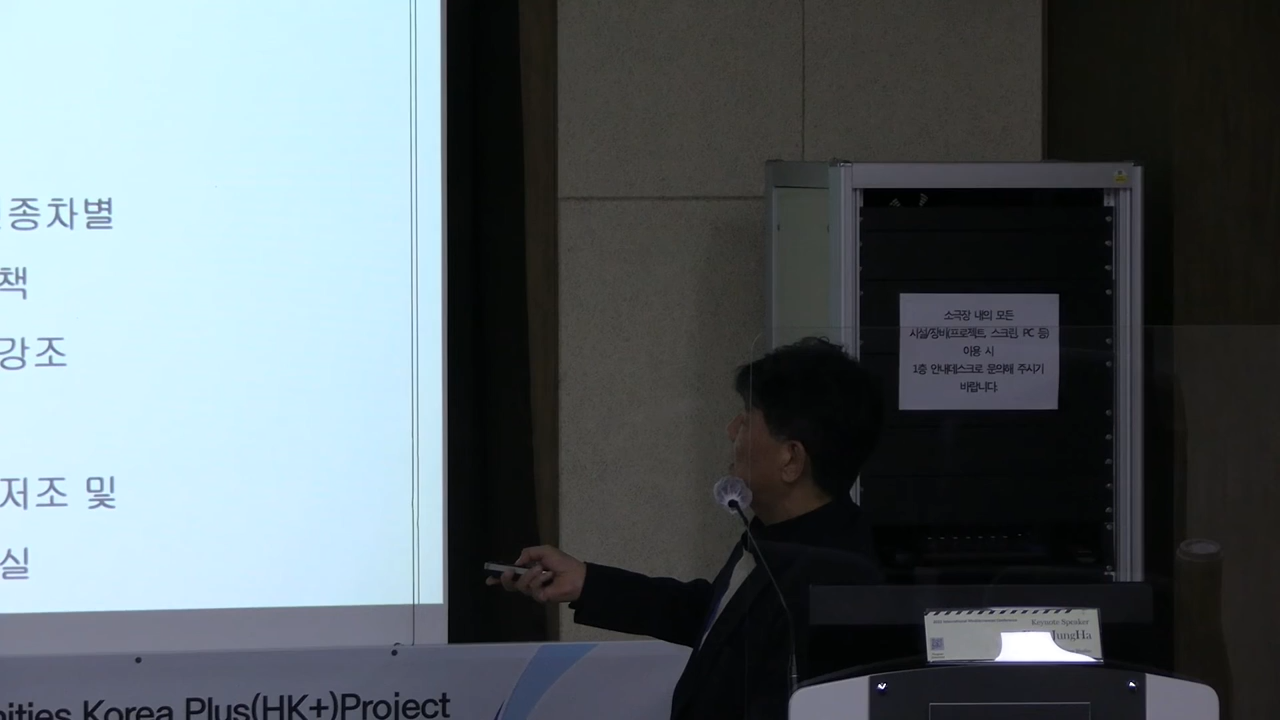 종차별
책
강조
저조 및
실
소극장 내의 모든
시설/장비(프로젝트, 스크린, PC 등)
이용 시
1층 안내데스크로 문의해 주시기
바랍니다.
Keynote Speaker
JungHa
Korea Plus(HK+)Project